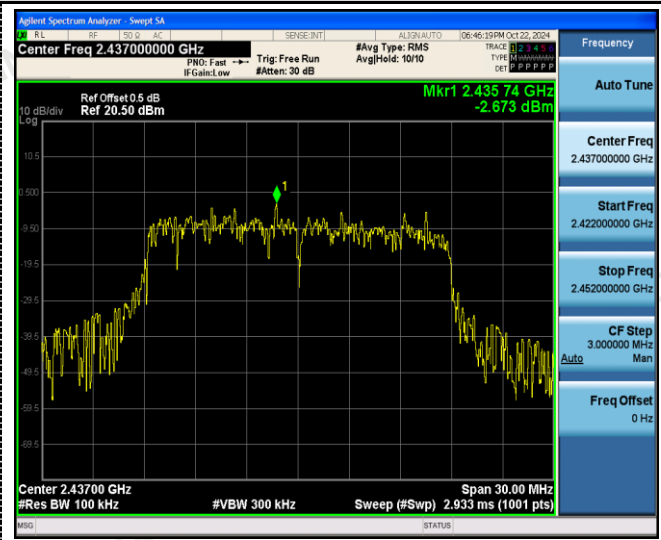 Agilent Spectrum Analyzer - Swept SA
RL RF 50 Ω AC SENSE:INT ALIGNAUTO 06:46:19PM Oct 22, 2024
Center Freq 2.437000000 GHz
PNO: Fast
IFGain:Low
Trig: Free Run
#Atten: 30 dB
#Avg Type: RMS
Avg|Hold: 10/10
TRACE 1 2 3 4 5 6
TYPE M
DET P P P P P P
Ref Offset 0.5 dB
10 dB/div Ref 20.50 dBm
Log
Mkr1 2.435 74 GHz
-2.673 dBm
10.5
0.500
-9.50
-19.5
-29.5
-39.5
-49.5
-59.5
-69.5
1
Center 2.43700 GHz Span 30.00 MHz
#Res BW 100 kHz #VBW 300 kHz Sweep (#Swp) 2.933 ms (1001 pts)
MSG STATUS
Frequency
Auto Tune
Center Freq
2.437000000 GHz
Start Freq
2.422000000 GHz
Stop Freq
2.452000000 GHz
CF Step
3.000000 MHz
Auto Man
Freq Offset
0 Hz